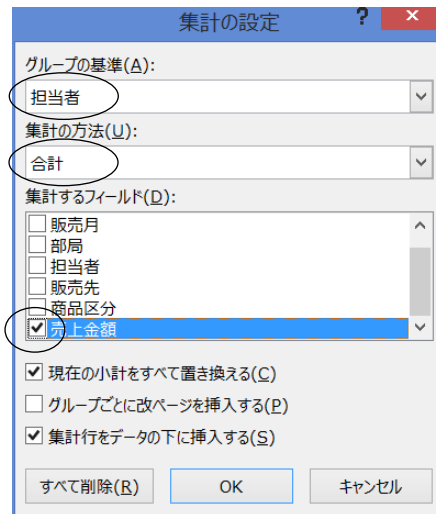 集計の設定 ? ×
グループの基準(A):
担当者
集計の方法(U):
合計
集計するフィールド(D):
販売月
部局
担当者
販売先
商品区分
売上金額
現在の小計をすべて置き換える(C)
グループごとに改ページを挿入する(P)
集計行をデータの下に挿入する(S)
すべて削除(R) OK キャンセル